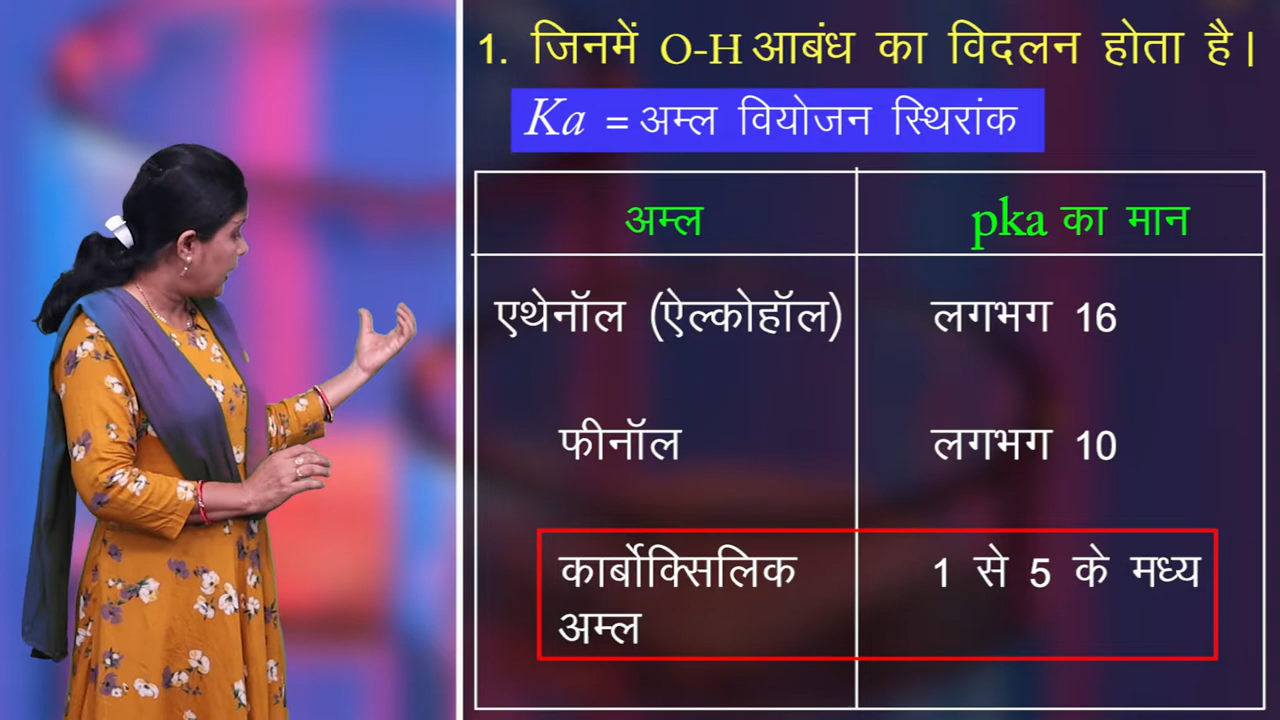 1. जिनमें O-H आबंध का विदलन होता है।
Ka = अम्ल वियोजन स्थिरांक
अम्ल pka का मान
एथेनॉल (ऐल्कोहॉल) लगभग 16
फीनॉल लगभग 10
कार्बोक्सिलिक 1 से 5 के मध्य
अम्ल